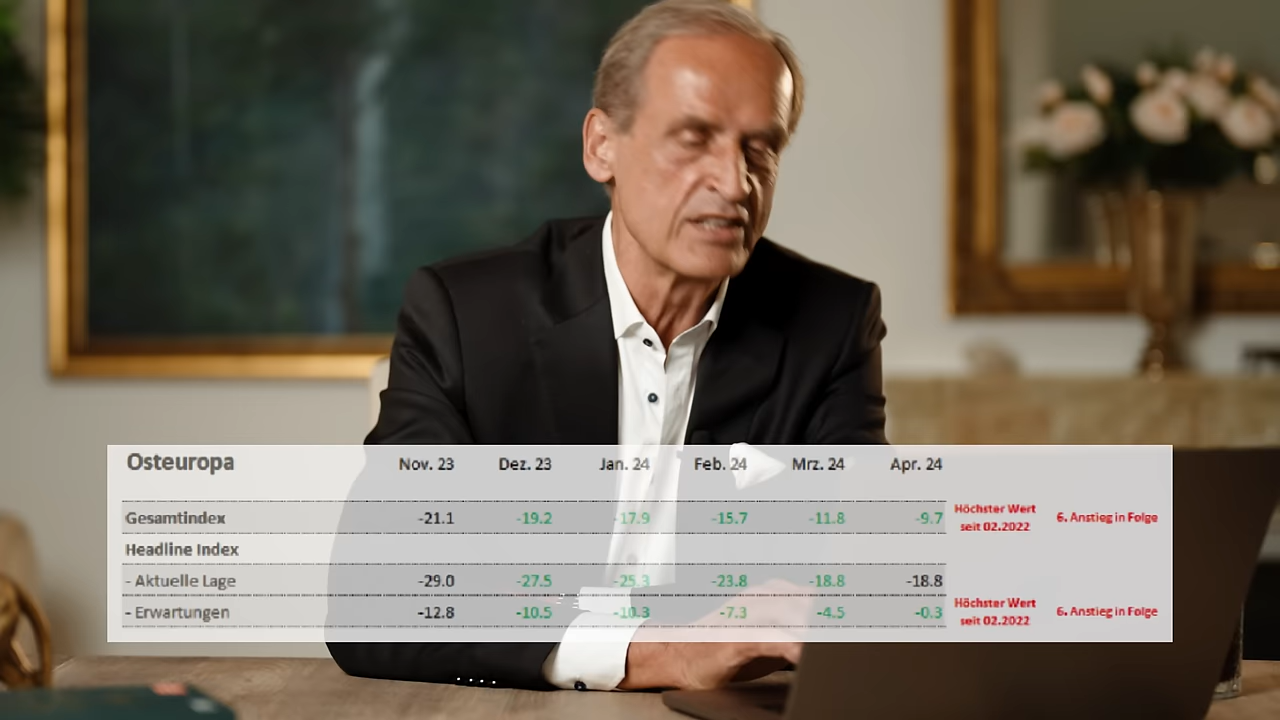 Osteuropa Nov. 23 Dez. 23 Jan. 24 Feb. 24 Mrz. 24 Apr. 24
Gesamtindex -21.1 -19.2 -17.9 -15.7 -11.8 -9.7 Höchster Wert seit 02.2022 6. Anstieg in Folge
Headline Index
- Aktuelle Lage -29.0 -27.5 -25.3 -23.8 -18.8 -18.8
- Erwartungen -12.8 -10.5 -10.3 -7.3 -4.5 -0.3 Höchster Wert seit 02.2022 6. Anstieg in Folge